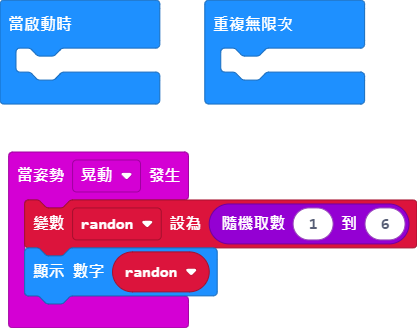 當啟動時
重複無限次
當姿勢 晃動 發生
變數 randon 設為 隨機取數 1 到 6
顯示 數字 randon